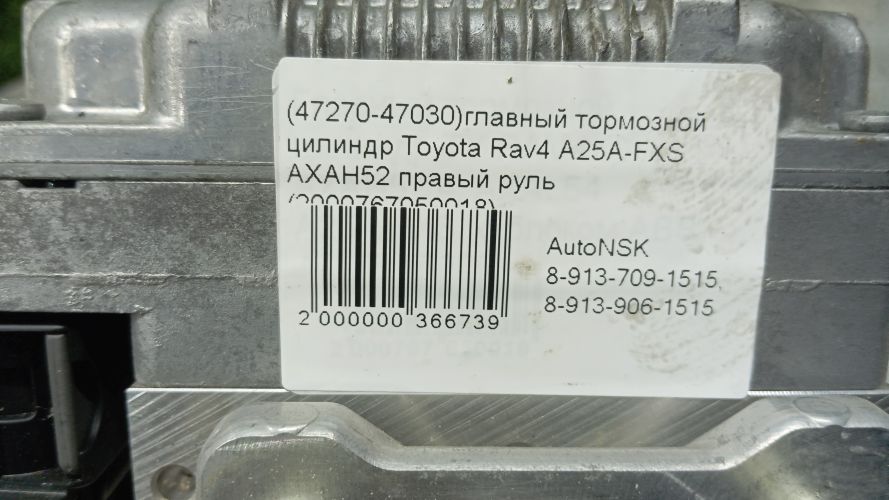 (47270-47030)главный тормозной
цилиндр Toyota Rav4 A25A-FXS
AXAH52 правый руль
(2000767050018)
AutoNSK
8-913-709-1515,
8-913-906-1515
2 000000 366739